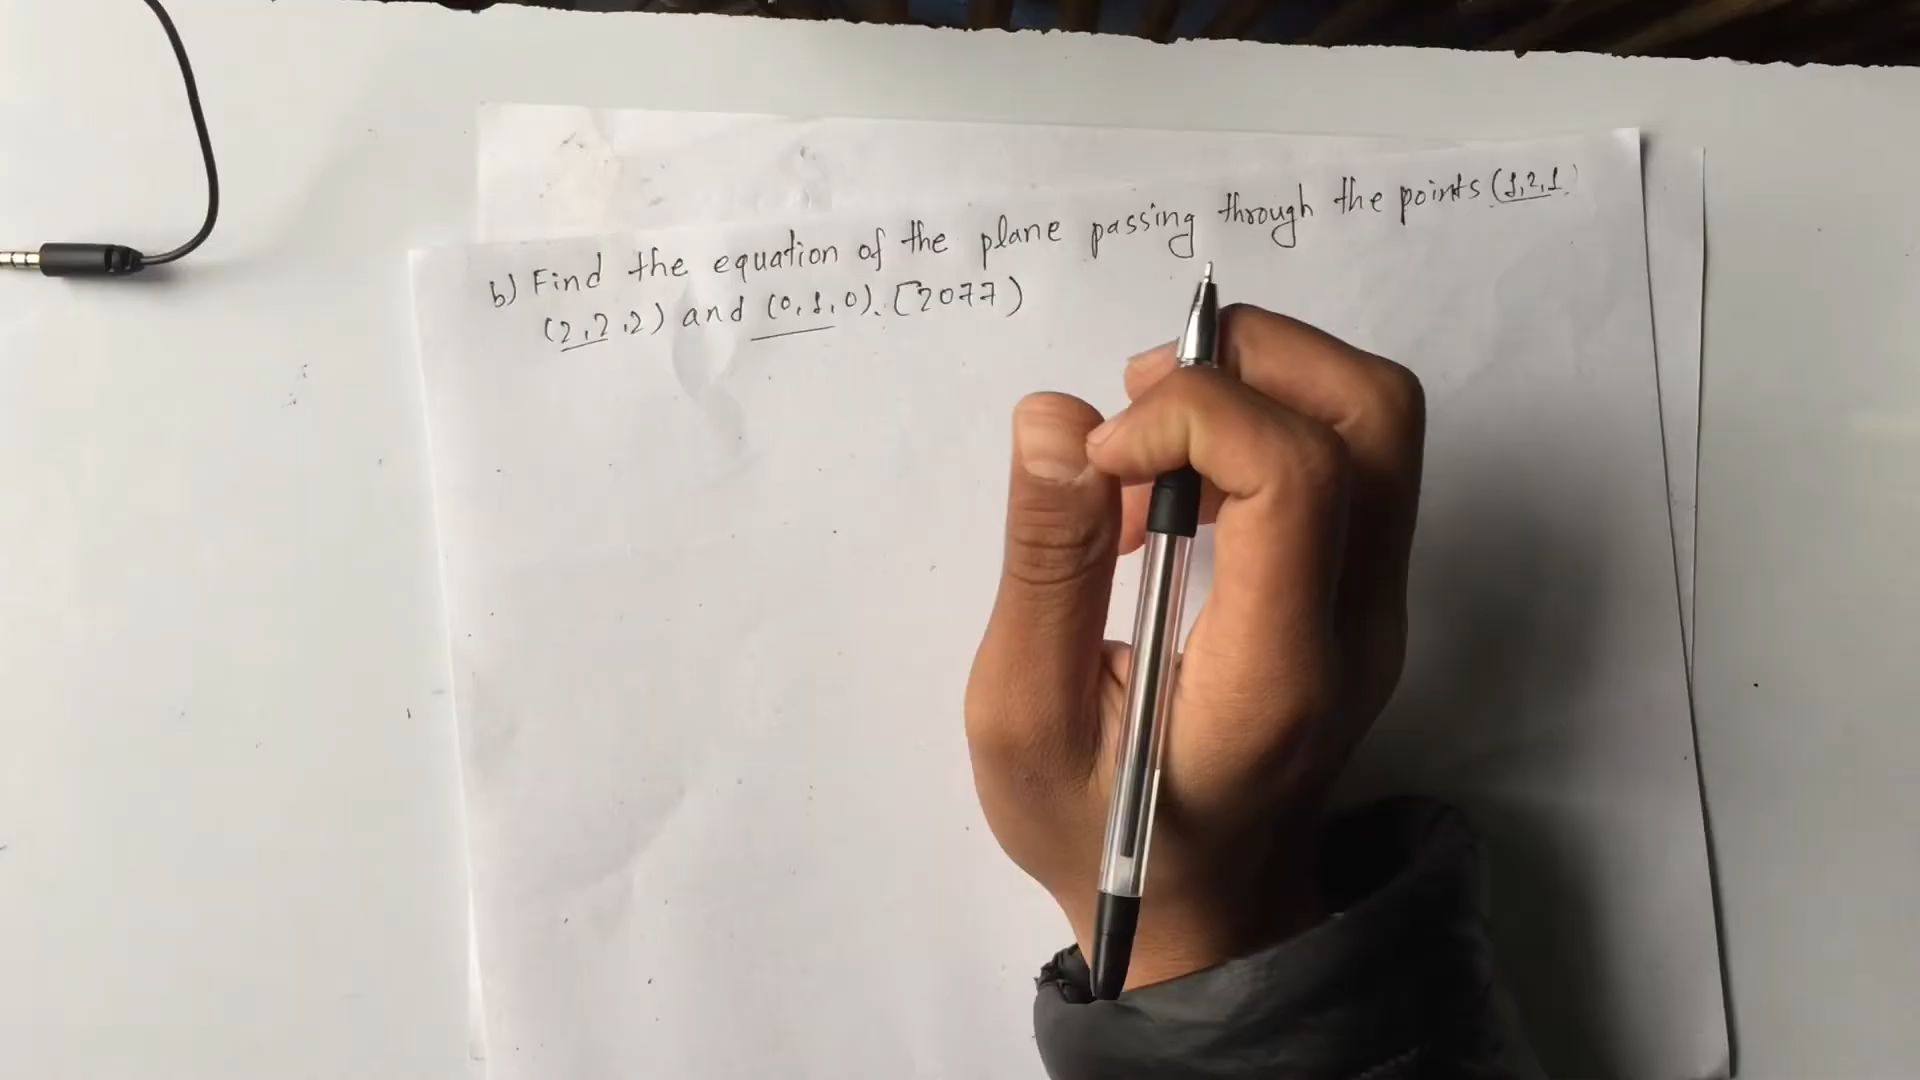 b) Find the equation of the plane passing through the points (1,2,1)
(2,2,2) and (0,1,0). [2077)